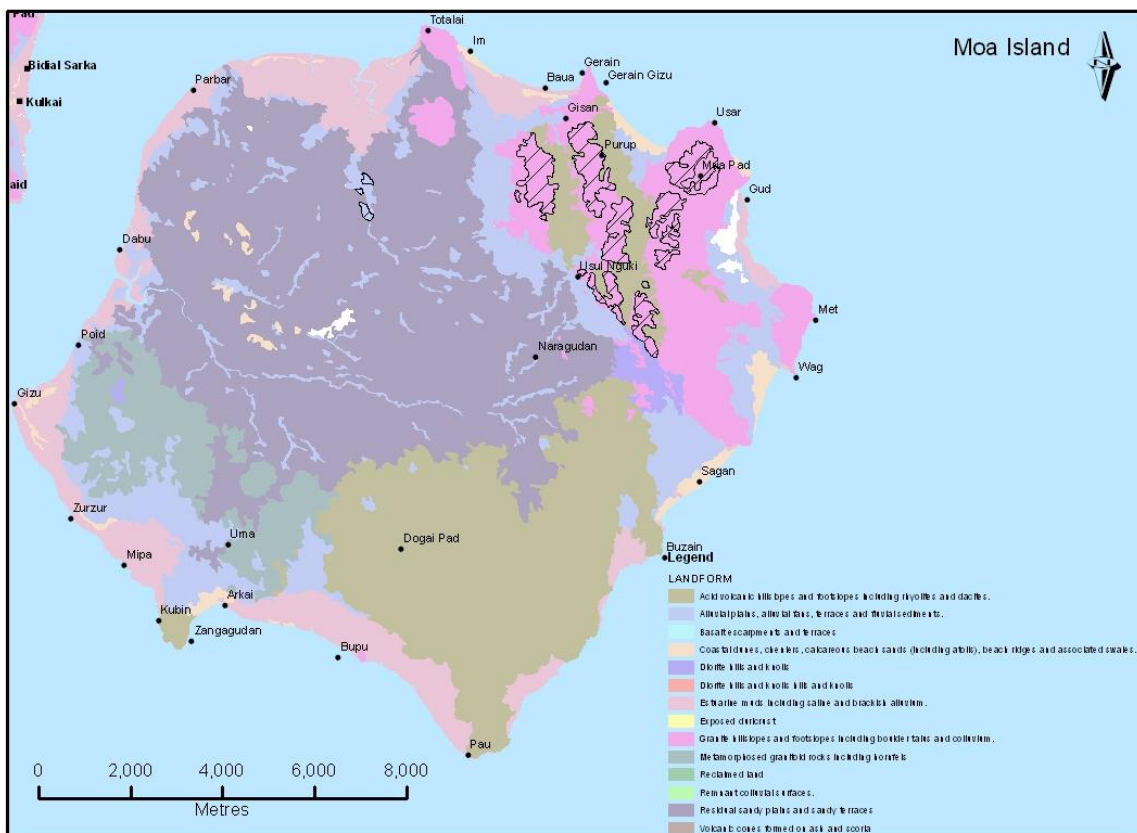 Moa Island
N
Pad
Bidial Sarka
Kulkai
aid
Totalai
Im
Parbar
Baua
Gerain
Gerain Gizu
Gisan
Usar
Purup
Mua Pad
Gud
Dabu
Usul Nguki
Met
Poid
Naragudan
Wag
Gizu
Sagan
Zurzur
Uma
Dogai Pad
Mipa
Buzain
Arkai
Kubin
Zangagudan
Bupu
Pau
0 2,000 4,000 6,000 8,000
Metres
Legend
LANDFORM
Acid volcanic hillslopes and footslopes including rhyolites and dacites.
Alluvial plains, alluvial fans, terraces and fluvial sediments.
Basalt escarpments and terraces
Coastal dunes, cheniers, calcareous beach sands (including atolls), beach ridges and associated swales.
Diorite hills and knolls
Diorite hills and knolls hills and knolls
Estuarine muds including saline and brackish alluvium.
Exposed duricrust
Granite hillslopes and footslopes including boulder talus and colluvium.
Metamorphosed granitoid rocks including hornfels
Reclaimed land
Remnant colluvial surfaces.
Residual sandy plains and sandy terraces
Volcanic cones formed on ash and scoria